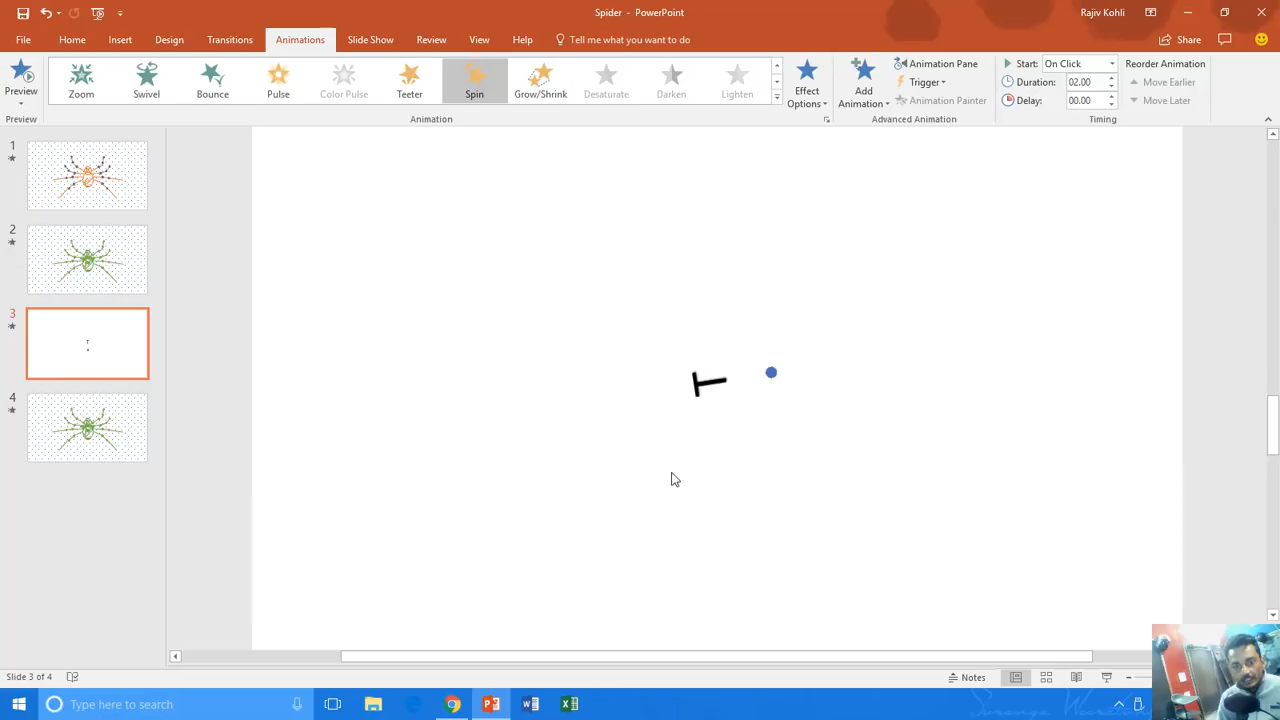 Spider - PowerPoint
Rajiv Kohli
File Home Insert Design Transitions Animations Slide Show Review View Help Tell me what you want to do
Share
Zoom Swivel Bounce Pulse Color Pulse Teeter Spin Grow/Shrink Desaturate Darken Lighten
Preview
Effect Options
Add Animation
Animation Pane
Trigger
Animation Painter
Start: On Click
Duration: 02.00
Delay: 00.00
Reorder Animation
Move Earlier
Move Later
Preview Animation Advanced Animation Timing
1
2
3
4
T
T
Slide 3 of 4
Notes
Type here to search